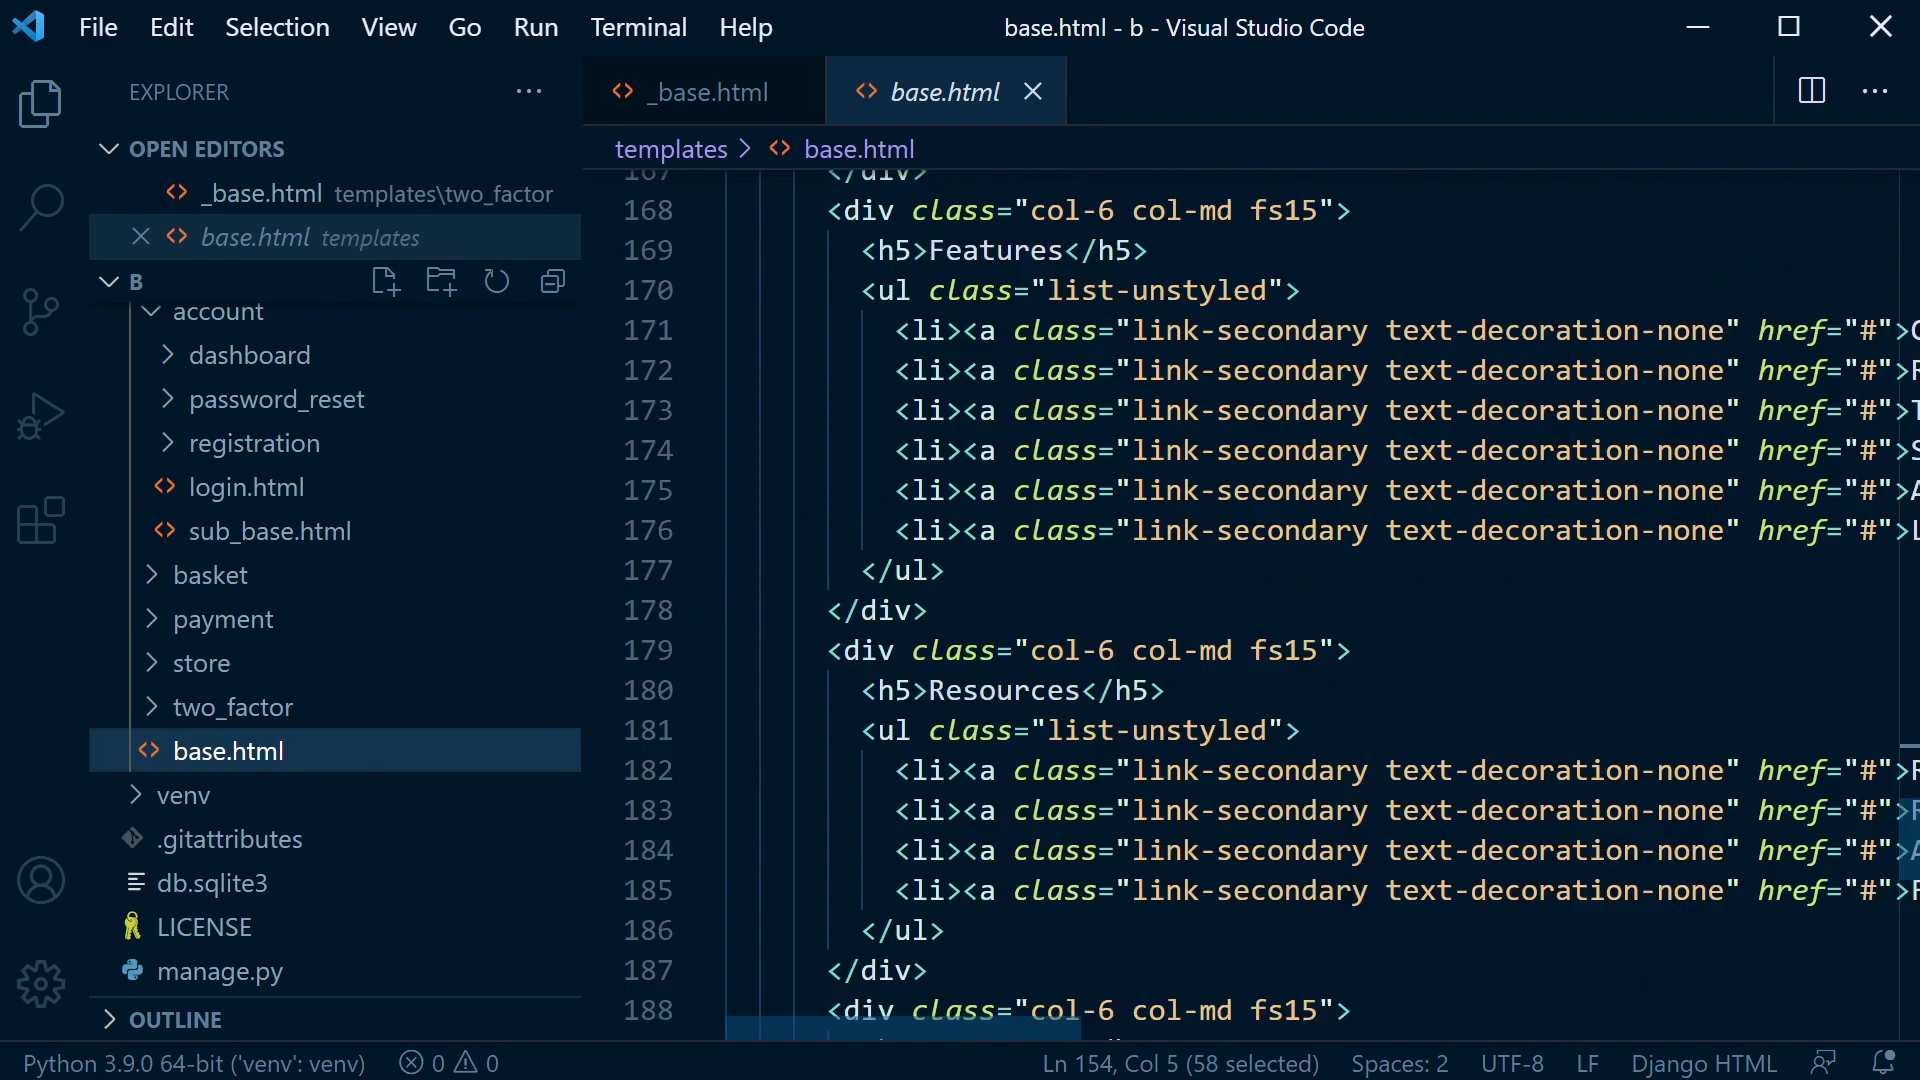 File Edit Selection View Go Run Terminal Help
base.html - b - Visual Studio Code
EXPLORER
OPEN EDITORS
_base.html templates\two_factor
base.html templates
B
account
dashboard
password_reset
registration
login.html
sub_base.html
basket
payment
store
two_factor
base.html
venv
.gitattributes
db.sqlite3
LICENSE
manage.py
OUTLINE
_base.html
base.html
templates > base.html
167 </div>
168 <div class="col-6 col-md fs15">
169 <h5>Features</h5>
170 <ul class="list-unstyled">
171 <li><a class="link-secondary text-decoration-none" href="#">
172 <li><a class="link-secondary text-decoration-none" href="#">
173 <li><a class="link-secondary text-decoration-none" href="#">
174 <li><a class="link-secondary text-decoration-none" href="#">
175 <li><a class="link-secondary text-decoration-none" href="#">
176 <li><a class="link-secondary text-decoration-none" href="#">
177 </ul>
178 </div>
179 <div class="col-6 col-md fs15">
180 <h5>Resources</h5>
181 <ul class="list-unstyled">
182 <li><a class="link-secondary text-decoration-none" href="#">
183 <li><a class="link-secondary text-decoration-none" href="#">
184 <li><a class="link-secondary text-decoration-none" href="#">
185 <li><a class="link-secondary text-decoration-none" href="#">
186 </ul>
187 </div>
188 <div class="col-6 col-md fs15">
Python 3.9.0 64-bit ('venv': venv) 0 0
Ln 154, Col 5 (58 selected) Spaces: 2 UTF-8 LF Django HTML